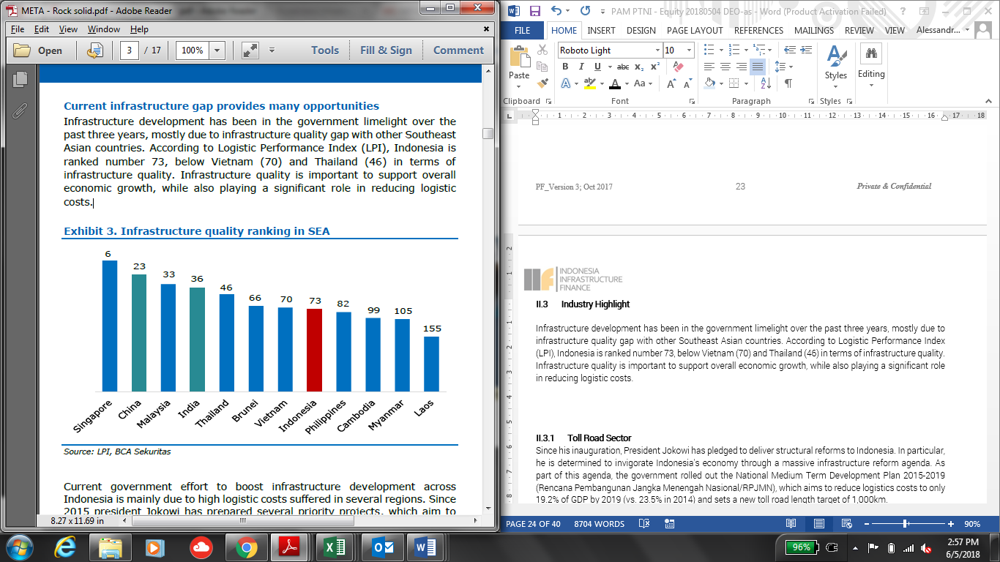 META - Rock solid.pdf - Adobe Reader
File Edit View Window Help
Open 3 / 17 100% Tools Fill & Sign Comment
Current infrastructure gap provides many opportunities
Infrastructure development has been in the government limelight over the
past three years, mostly due to infrastructure quality gap with other Southeast
Asian countries. According to Logistic Performance Index (LPI), Indonesia is
ranked number 73, below Vietnam (70) and Thailand (46) in terms of
infrastructure quality. Infrastructure quality is important to support overall
economic growth, while also playing a significant role in reducing logistic
costs.
Exhibit 3. Infrastructure quality ranking in SEA
6 23 33 36 46 66 70 73 82 99 105 155
Singapore China Malaysia India Thailand Brunei Vietnam Indonesia Philippines Cambodia Myanmar Laos
Source: LPI, BCA Sekuritas
Current government effort to boost infrastructure development across
Indonesia is mainly due to high logistic costs suffered in several regions. Since
2015 president Jokowi has prepared several priority projects, which aim to
8.27 x 11.69 in
PAM PTNI - Equity 20180504 DEO-as - Word (Product Activation Failed)
FILE HOME INSERT DESIGN PAGE LAYOUT REFERENCES MAILINGS REVIEW VIEW Alessandr...
Roboto Light 10
Paste Styles Editing
Clipboard Font Paragraph Styles
1 2 3 4 5 6 7 8 9 10 11 12 13 14 15 16 17 18
PF_Version 3; Oct 2017 23 Private & Confidential
INDONESIA
INFRASTRUCTURE
FINANCE
II.3 Industry Highlight
Infrastructure development has been in the government limelight over the past three years, mostly due to
infrastructure quality gap with other Southeast Asian countries. According to Logistic Performance Index
(LPI), Indonesia is ranked number 73, below Vietnam (70) and Thailand (46) in terms of infrastructure quality.
Infrastructure quality is important to support overall economic growth, while also playing a significant role
in reducing logistic costs.
II.3.1 Toll Road Sector
Since his inauguration, President Jokowi has pledged to deliver structural reforms to Indonesia. In particular,
he is determined to invigorate Indonesia's economy through a massive infrastructure reform agenda. As
part of this agenda, the government rolled out the National Medium Term Development Plan 2015-2019
(Rencana Pembangunan Jangka Menengah Nasional/RPJMN), which aims to reduce logistics costs to only
19.2% of GDP by 2019 (vs. 23.5% in 2014) and sets a new toll road length target of 1,000km.
PAGE 24 OF 40 8704 WORDS 90%
96% 2:57 PM
6/5/2018